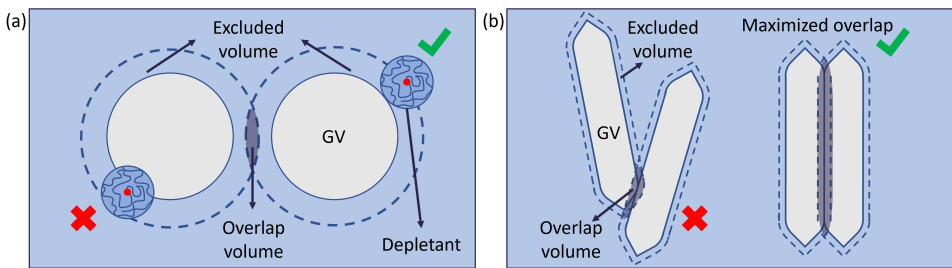 (a)
Excluded
volume
GV
Overlap
volume
Depletant
(b)
Excluded
volume
GV
Overlap
volume
Maximized overlap